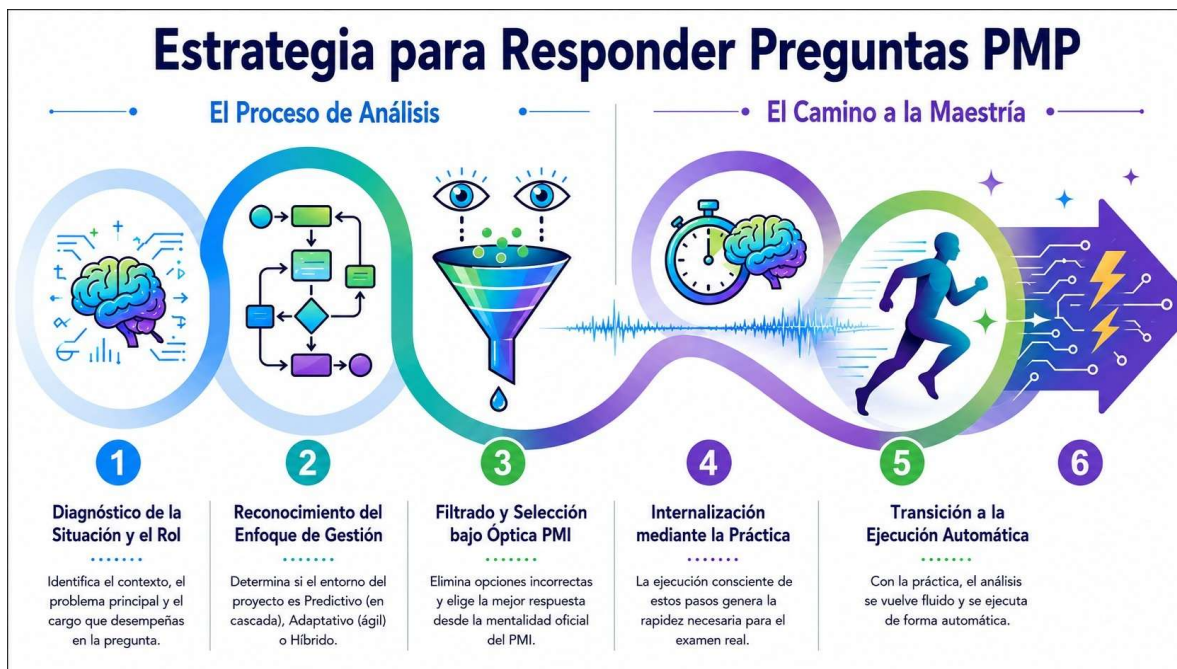 Estrategia para Responder Preguntas PMP
El Proceso de Análisis
El Camino a la Maestría
1
2
3
4
5
6
Diagnóstico de la
Situación y el Rol
Identifica el contexto, el
problema principal y el
cargo que desempeñas
en la pregunta.
Reconocimiento del
Enfoque de Gestión
Determina si el entorno del
proyecto es Predictivo (en
cascada), Adaptativo (ágil)
o Híbrido.
Filtrado y Selección
bajo Óptica PMI
Elimina opciones incorrectas
y elige la mejor respuesta
desde la mentalidad oficial
del PMI.
Internalización
mediante la Práctica
La ejecución consciente de
estos pasos genera la
rapidez necesaria para el
examen real.
Transición a la
Ejecución Automática
Con la práctica, el análisis
se vuelve fluido y se ejecuta
de forma automática.